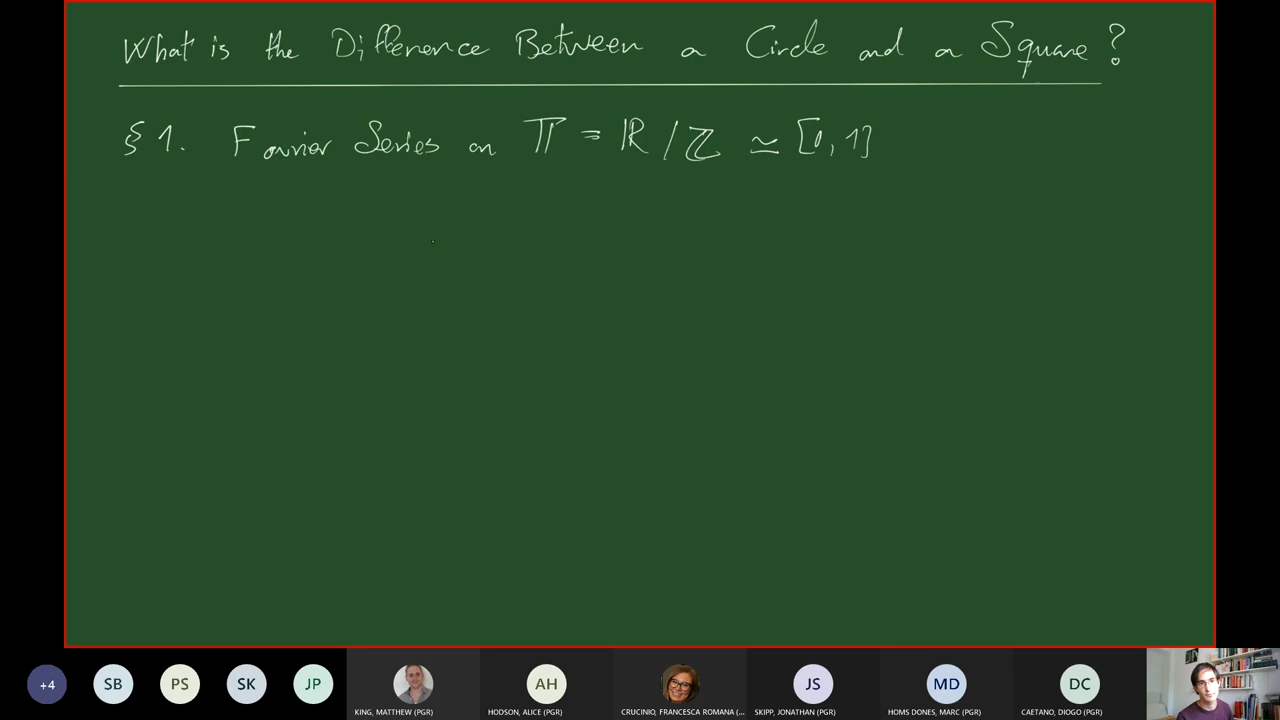 What is the Difference Between a Circle and a Square?
§ 1. Fourier Series on 𝕋 = ℝ/ℤ ≃ [0,1]
+4 SB PS SK JP AH JS MD DC
KING, MATTHEW (PGR) HODSON, ALICE (PGR) CRUCINIO, FRANCESCA ROMANA (... SKIPP, JONATHAN (PGR) HOMS DONES, MARC (PGR) CAETANO, DIOGO (PGR)